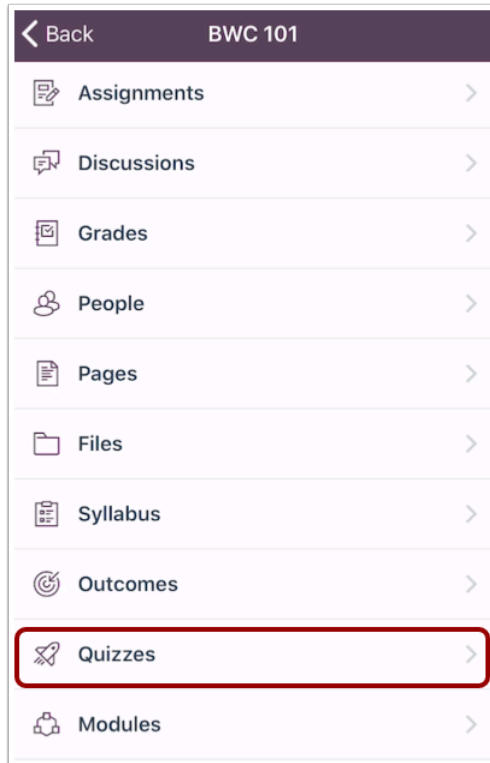 Back BWC 101
Assignments
Discussions
Grades
People
Pages
Files
Syllabus
Outcomes
Quizzes
Modules